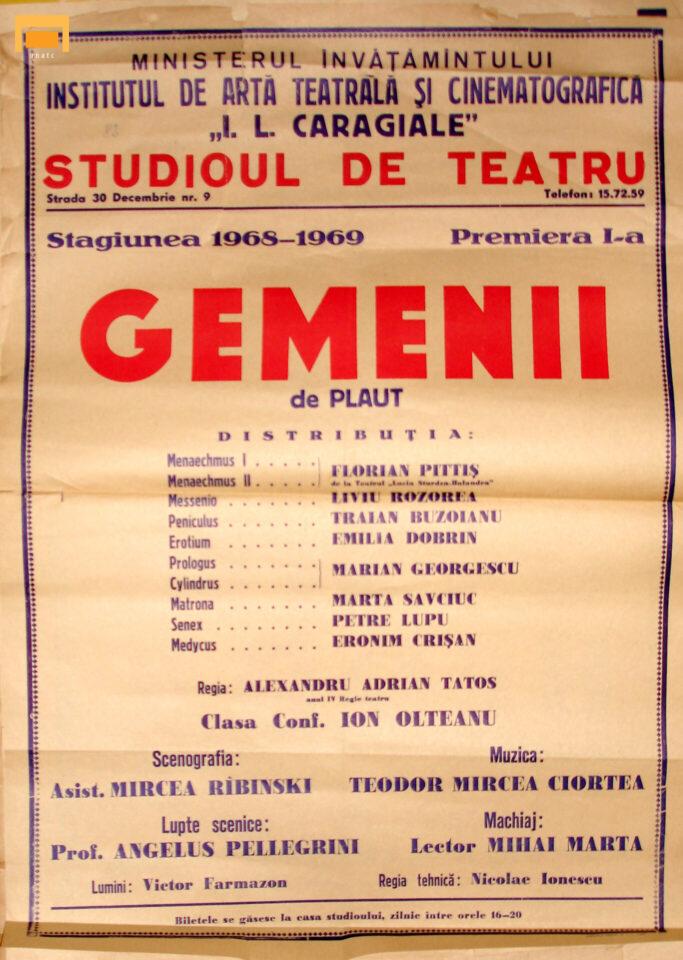 rnatc
MINISTERUL ÎNVĂȚĂMÎNTULUI
INSTITUTUL DE ARTĂ TEATRALĂ ȘI CINEMATOGRAFICĂ
„I. L. CARAGIALE”
STUDIOUL DE TEATRU
Strada 30 Decembrie nr. 9 Telefon: 15.72.59
Stagiunea 1968–1969 Premiera I-a
GEMENII
de PLAUT
DISTRIBUȚIA:
Menaechmus I . . . . .
Menaechmus II . . . . . FLORIAN PITTIȘ
de la Teatrul „Lucia Sturdza-Bulandra”
Messenio . . . . . . . LIVIU ROZOREA
Peniculus . . . . . . . TRAIAN BUZOIANU
Erotium . . . . . . . EMILIA DOBRIN
Prologus . . . . . . .
Cylindrus . . . . . . . MARIAN GEORGESCU
Matrona . . . . . . . MARTA SAVCIUC
Senex . . . . . . . . PETRE LUPU
Medycus . . . . . . . ERONIM CRIȘAN
Regia: ALEXANDRU ADRIAN TATOS
anul IV Regie teatru
Clasa Conf. ION OLTEANU
Scenografia: Muzica:
Asist. MIRCEA RÎBINSKI TEODOR MIRCEA CIORTEA
Lupte scenice: Machiaj:
Prof. ANGELUS PELLEGRINI Lector MIHAI MARTA
Lumini: Victor Farmazon Regia tehnică: Nicolae Ionescu
Biletele se găsesc la casa studioului, zilnic între orele 16–20